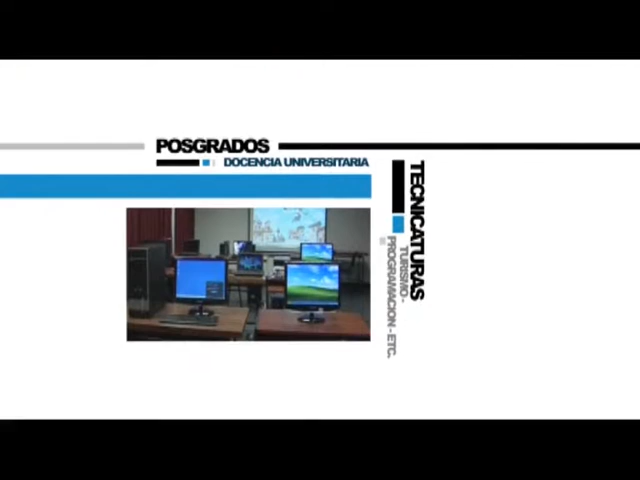 POSGRADOS
DOCENCIA UNIVERSITARIA
TECNICATURAS
TURISMO -
PROGRAMACION - ETC.